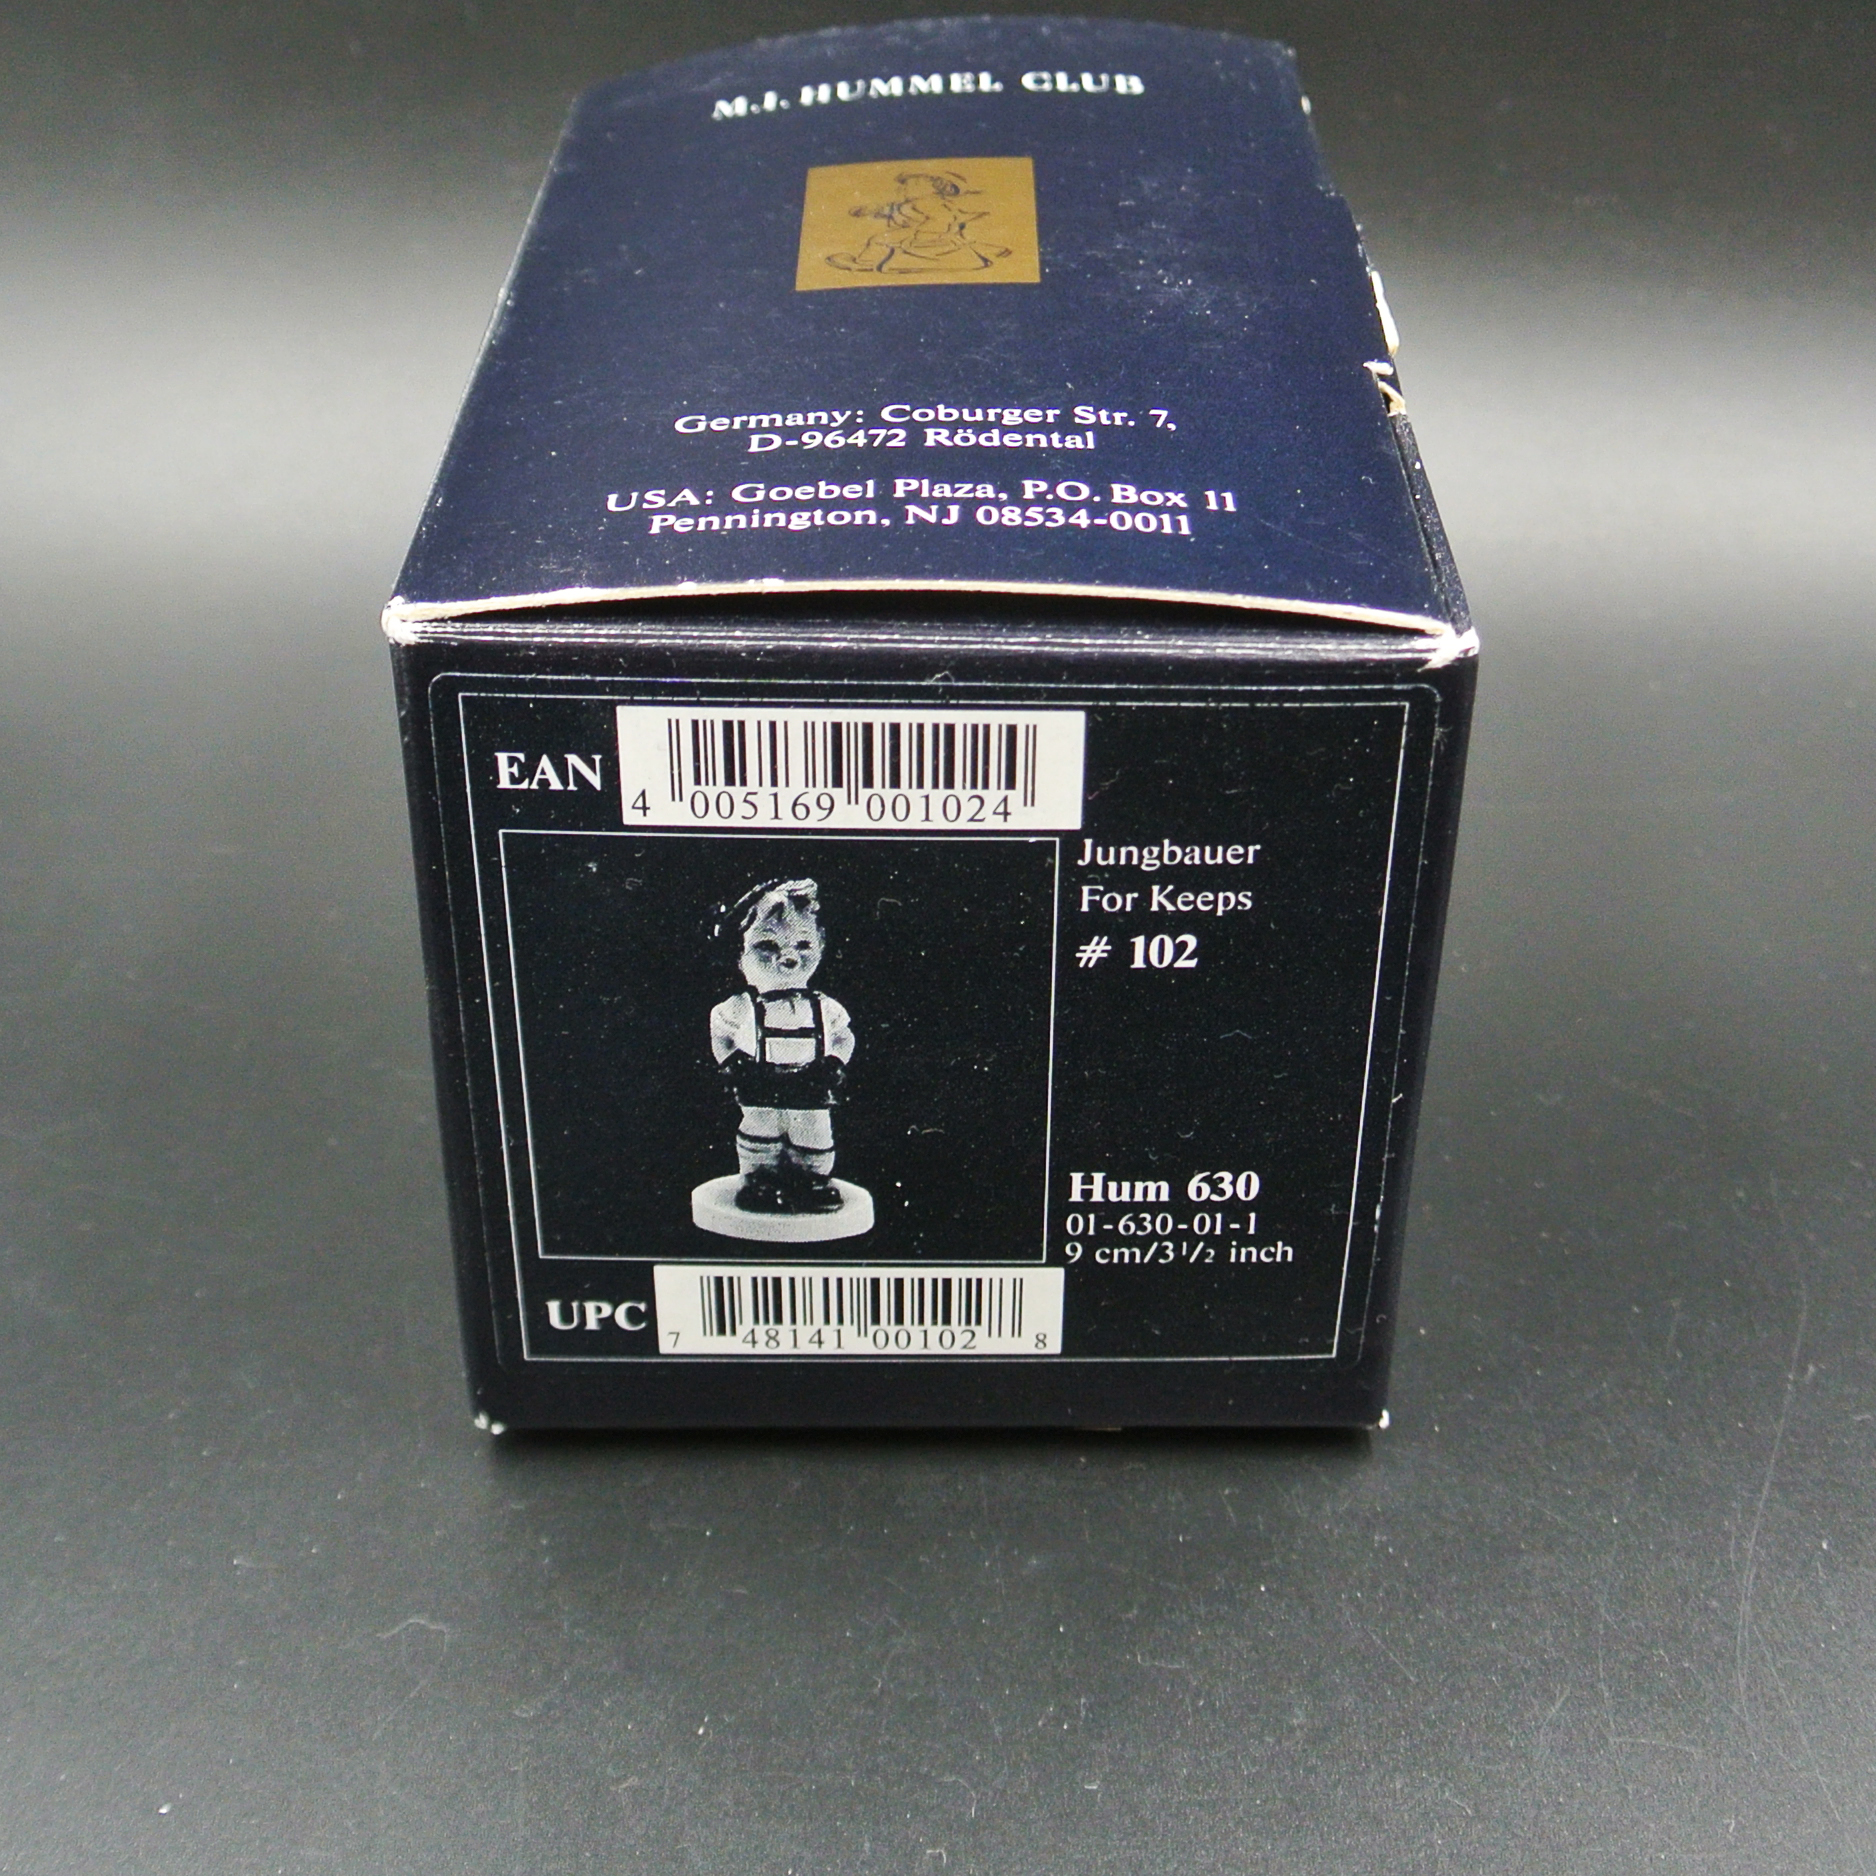 M.I. HUMMEL CLUB
Germany: Coburger Str. 7,
D-96472 Rödental
USA: Goebel Plaza, P.O. Box 11
Pennington, NJ 08534-0011
EAN
4 005169 001024
Jungbauer
For Keeps
# 102
Hum 630
01-630-01-1
9 cm/3 1/2 inch
UPC
7 48141 00102 8